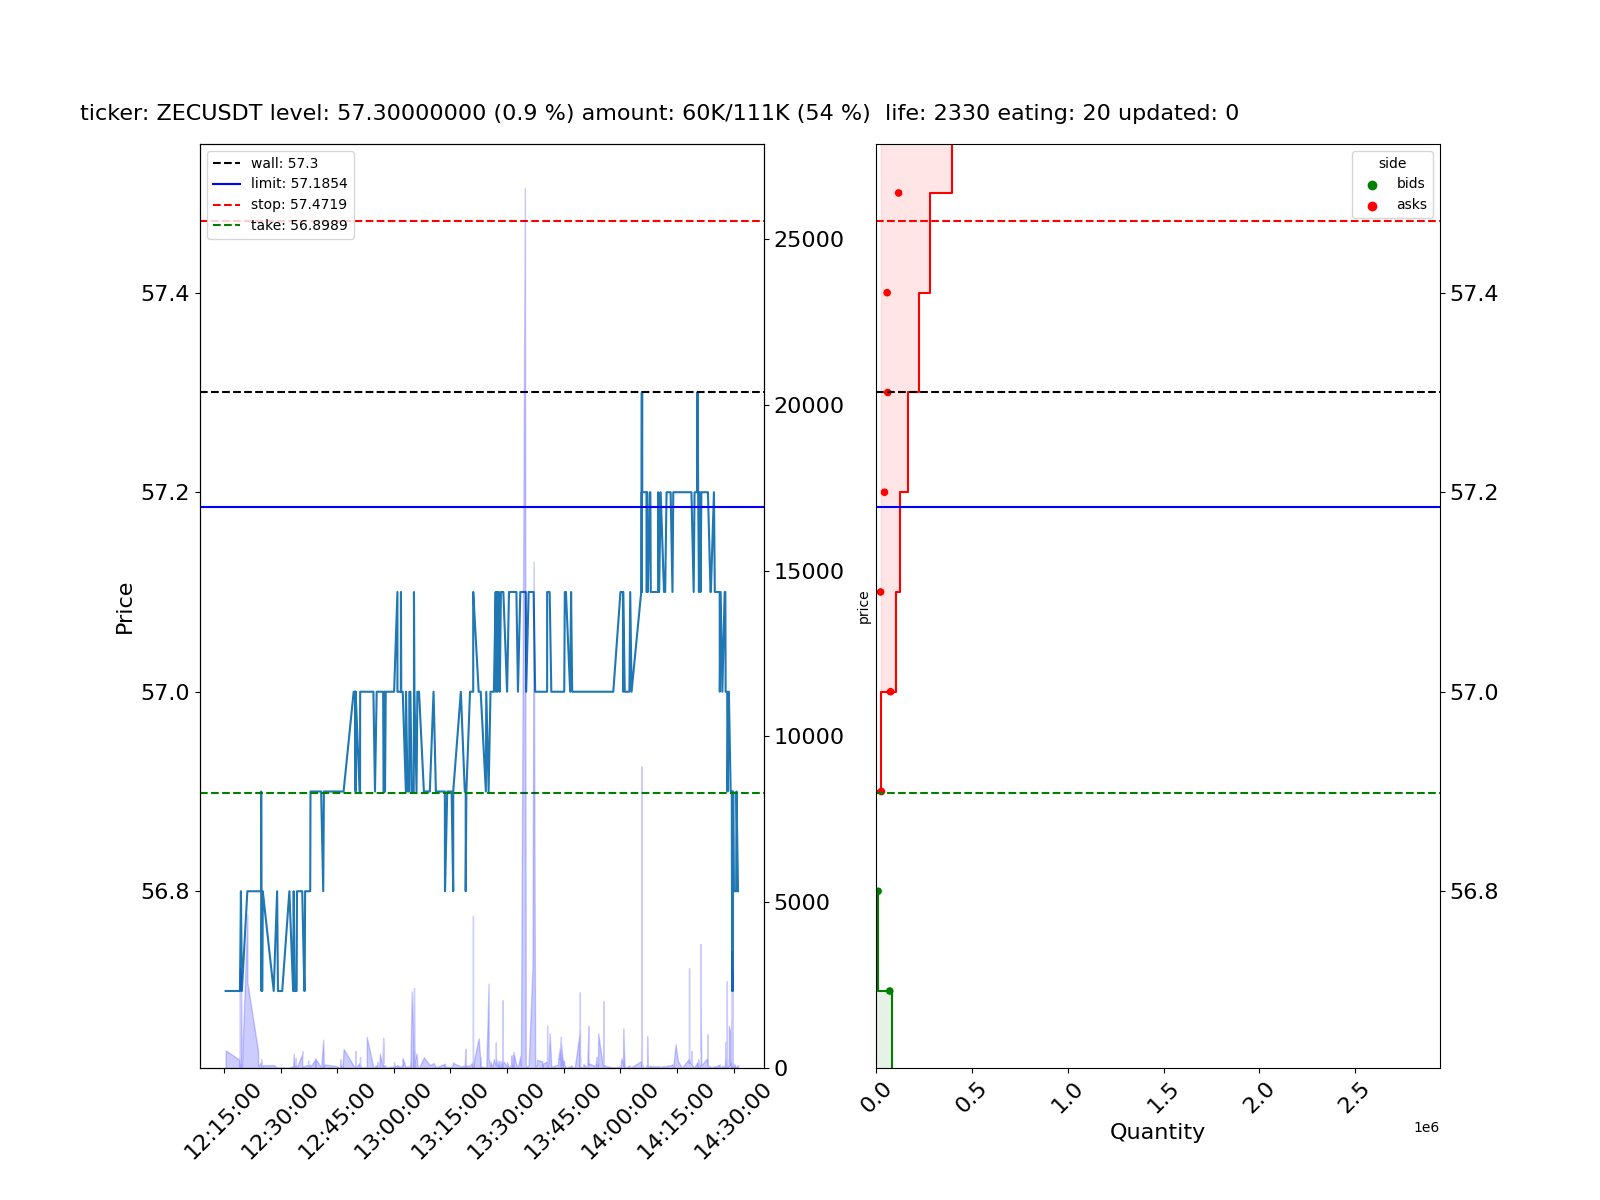 ticker: ZECUSDT level: 57.30000000 (0.9 %) amount: 60K/111K (54 %)  life: 2330 eating: 20 updated: 0
wall: 57.3
limit: 57.1854
stop: 57.4719
take: 56.8989
Price
57.4
57.2
57.0
56.8
25000
20000
15000
10000
5000
0
12:15:00
12:30:00
12:45:00
13:00:00
13:15:00
13:30:00
13:45:00
14:00:00
14:15:00
14:30:00
side
bids
asks
price
57.4
57.2
57.0
56.8
0.0
0.5
1.0
1.5
2.0
2.5
1e6
Quantity